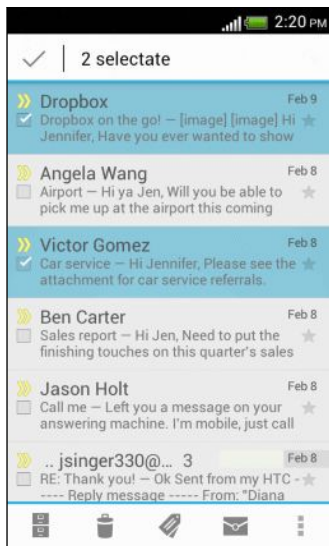 2:20 PM
2 selectate
Dropbox Feb 9
Dropbox on the go! – [image] [image] Hi
Jennifer, Have you ever wanted to show
Angela Wang Feb 8
Airport – Hi ya Jen, Will you be able to
pick me up at the airport this coming
Victor Gomez Feb 8
Car service – Hi Jennifer, Please see the
attachment for car service referrals.
Ben Carter Feb 8
Sales report – Hi Jen, Need to put the
finishing touches on this quarter's sales
Jason Holt Feb 8
Call me – Left you a message on your
answering machine. I'm mobile, just call
.. jsinger330@... 3 Feb 8
RE: Thank you! – Ok Sent from my HTC -
---- Reply message ----- From: "Diana